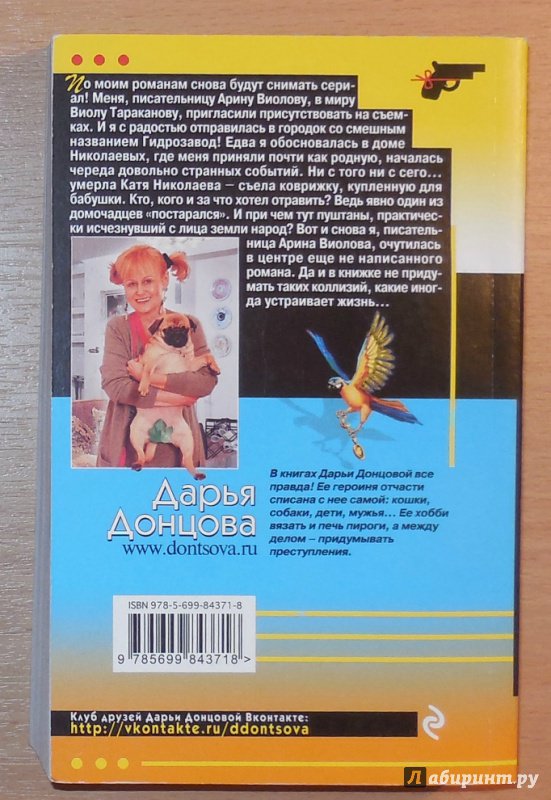 По моим романам снова будут снимать сери-
ал! Меня, писательницу Арину Виолову, в миру
Виолу Тараканову, пригласили присутствовать на съем-
ках. И я с радостью отправилась в городок со смешным
названием Гидрозавод! Едва я обосновалась в доме
Николаевых, где меня приняли почти как родную, началась
череда довольно странных событий. Ни с того ни с сего...
умерла Катя Николаева – съела коврижку, купленную для
бабушки. Кто, кого и за что хотел отравить? Ведь явно один из
домочадцев «постарался». И при чем тут пуштаны, практичес-
ки исчезнувший с лица земли народ? Вот и снова я, писатель-
ница Арина Виолова, очутилась
в центре еще не написанного
романа. Да и в книжке не приду-
мать таких коллизий, какие иног-
да устраивает жизнь...
Дарья
Донцова
www.dontsova.ru
В книгах Дарьи Донцовой все
правда! Ее героиня отчасти
списана с нее самой: кошки,
собаки, дети, мужья... Ее хобби
вязать и печь пироги, а между
делом – придумывать
преступления.
ISBN 978-5-699-84371-8
9 785699 843718 >
Клуб друзей Дарьи Донцовой Вконтакте:
http://vkontakte.ru/ddontsova
Лабиринт.ру